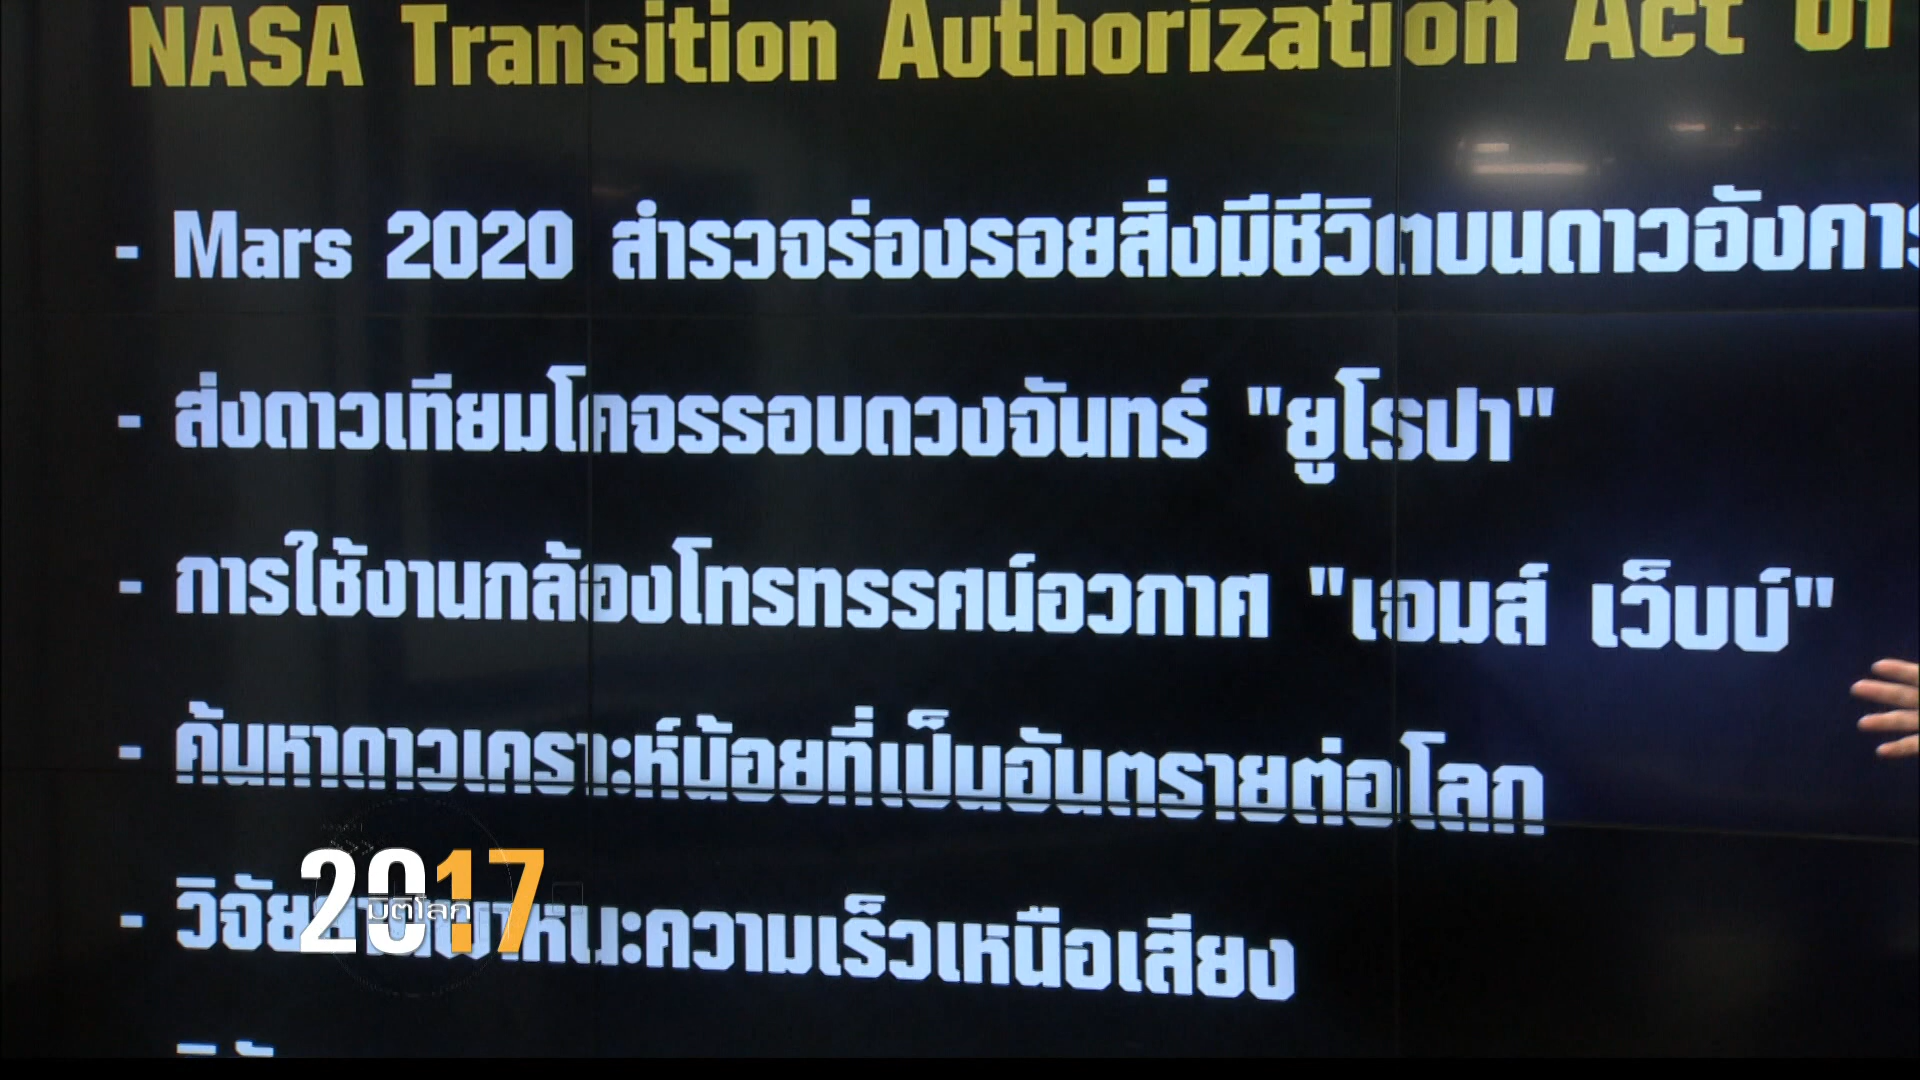 NASA Transition Authorization Act of
- Mars 2020 สำรวจร่องรอยสิ่งมีชีวิตบนดาวอังคาร
- ส่งดาวเทียมโคจรรอบดวงจันทร์ "ยูโรปา"
- การใช้งานกล้องโทรทรรศน์อวกาศ "เจมส์ เว็บบ์"
- ค้นหาดาวเคราะห์น้อยที่เป็นอันตรายต่อโลก
- วิจัยยานพาหนะความเร็วเหนือเสียง
2017
มิติโลก